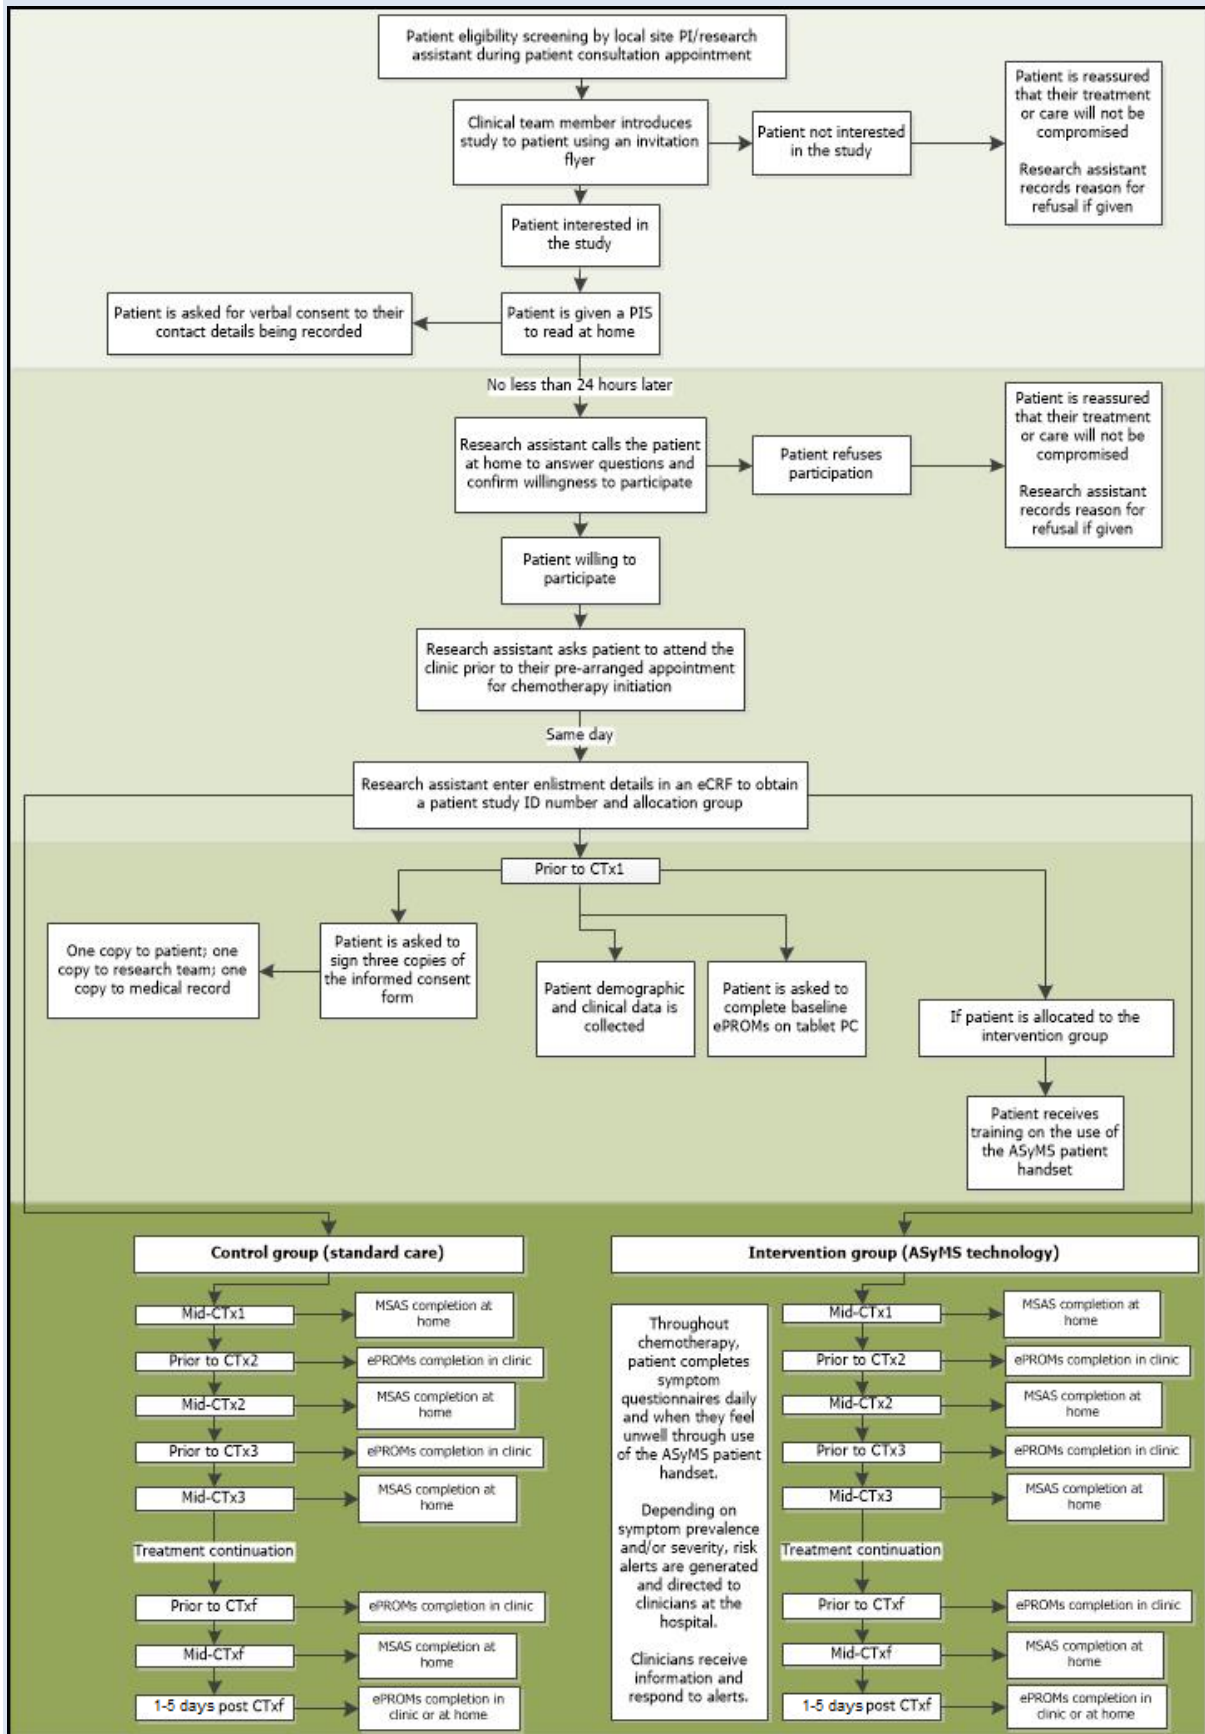 Patient eligibility screening by local site PI/research
assistant during patient consultation appointment
Clinical team member introduces
study to patient using an invitation
flyer
Patient not interested
in the study
Patient is reassured
that their treatment
or care will not be
compromised
Research assistant
records reason for
refusal if given
Patient interested in
the study
Patient is given a PIS
to read at home
Patient is asked for verbal consent to their
contact details being recorded
No less than 24 hours later
Research assistant calls the patient
at home to answer questions and
confirm willingness to participate
Patient refuses
participation
Patient is reassured
that their treatment
or care will not be
compromised
Research assistant
records reason for
refusal if given
Patient willing to
participate
Research assistant asks patient to attend the
clinic prior to their pre-arranged appointment
for chemotherapy initiation
Same day
Research assistant enter enlistment details in an eCRF to obtain
a patient study ID number and allocation group
Prior to CTx1
One copy to patient; one
copy to research team; one
copy to medical record
Patient is asked to
sign three copies of
the informed consent
form
Patient demographic
and clinical data is
collected
Patient is asked to
complete baseline
ePROMs on tablet PC
If patient is allocated to the
intervention group
Patient receives
training on the use of
the ASyMS patient
handset
Control group (standard care)
Mid-CTx1
MSAS completion at
home
Prior to CTx2
ePROMs completion in clinic
Mid-CTx2
MSAS completion at
home
Prior to CTx3
ePROMs completion in clinic
Mid-CTx3
MSAS completion at
home
Treatment continuation
Prior to CTxf
ePROMs completion in clinic
Mid-CTxf
MSAS completion at
home
1-5 days post CTxf
ePROMs completion in
clinic or at home
Intervention group (ASyMS technology)
Throughout
chemotherapy,
patient completes
symptom
questionnaires daily
and when they feel
unwell through use
of the ASyMS patient
handset.
Depending on
symptom prevalence
and/or severity, risk
alerts are generated
and directed to
clinicians at the
hospital.
Clinicians receive
information and
respond to alerts.
Mid-CTx1
MSAS completion at
home
Prior to CTx2
ePROMs completion in clinic
Mid-CTx2
MSAS completion at
home
Prior to CTx3
ePROMs completion in clinic
Mid-CTx3
MSAS completion at
home
Treatment continuation
Prior to CTxf
ePROMs completion in clinic
Mid-CTxf
MSAS completion at
home
1-5 days post CTxf
ePROMs completion in
clinic or at home